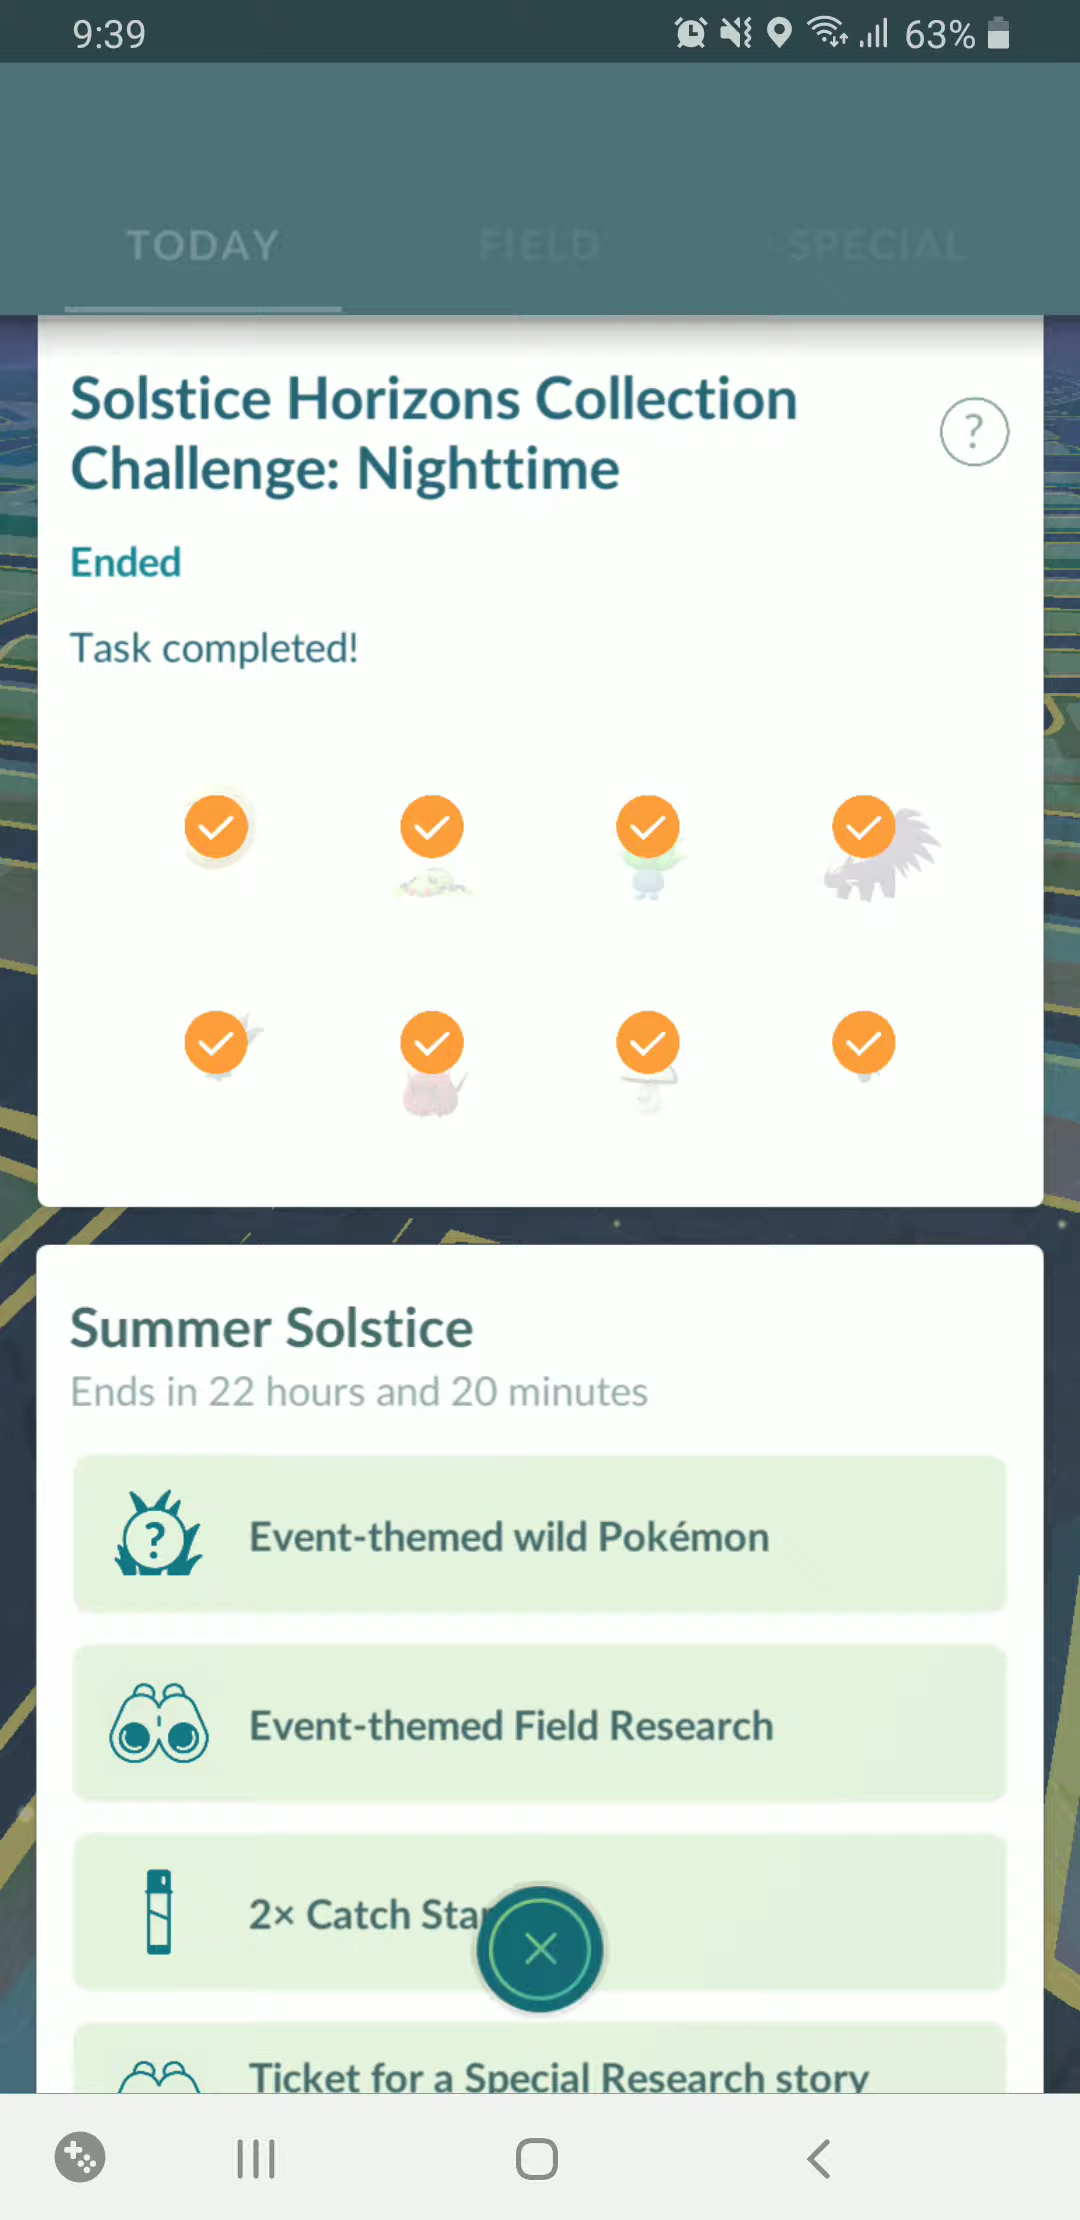 9:39
63%
TODAY
FIELD
SPECIAL
Solstice Horizons Collection
Challenge: Nighttime
?
Ended
Task completed!
Summer Solstice
Ends in 22 hours and 20 minutes
?
Event-themed wild Pokémon
Event-themed Field Research
2× Catch
Ticket for a Special Research story